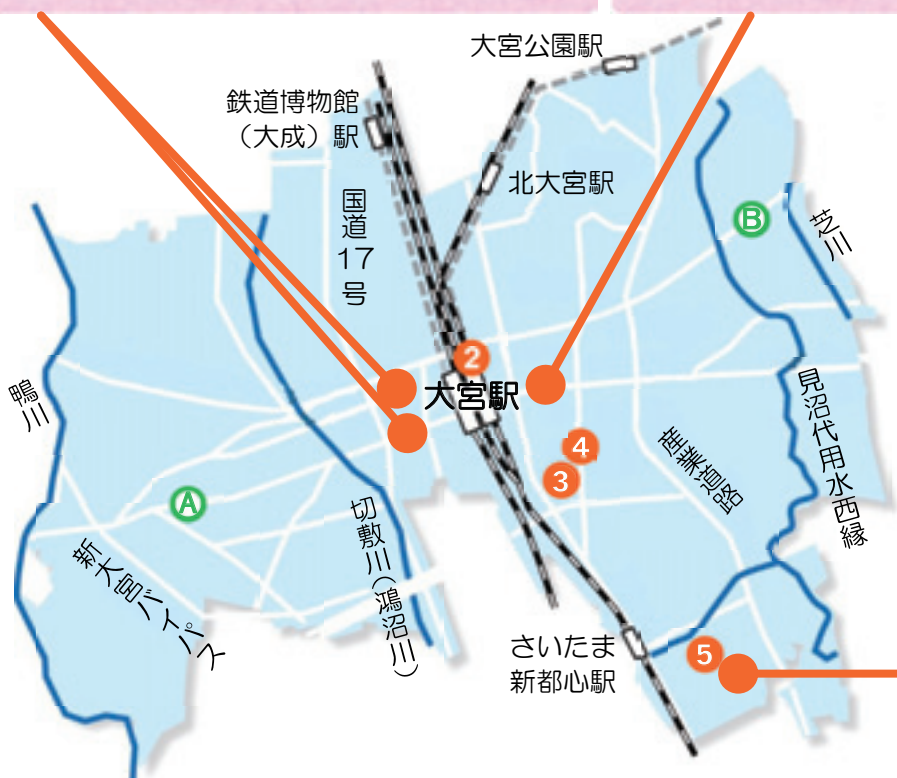 大宮公園駅
鉄道博物館
（大成）駅
北大宮駅
国道17号
B
芝川
2
大宮駅
鴨川
見沼代用水西縁
4
産業道路
3
A
切敷川（鴻沼川）
新大宮バイパス
さいたま
新都心駅
5